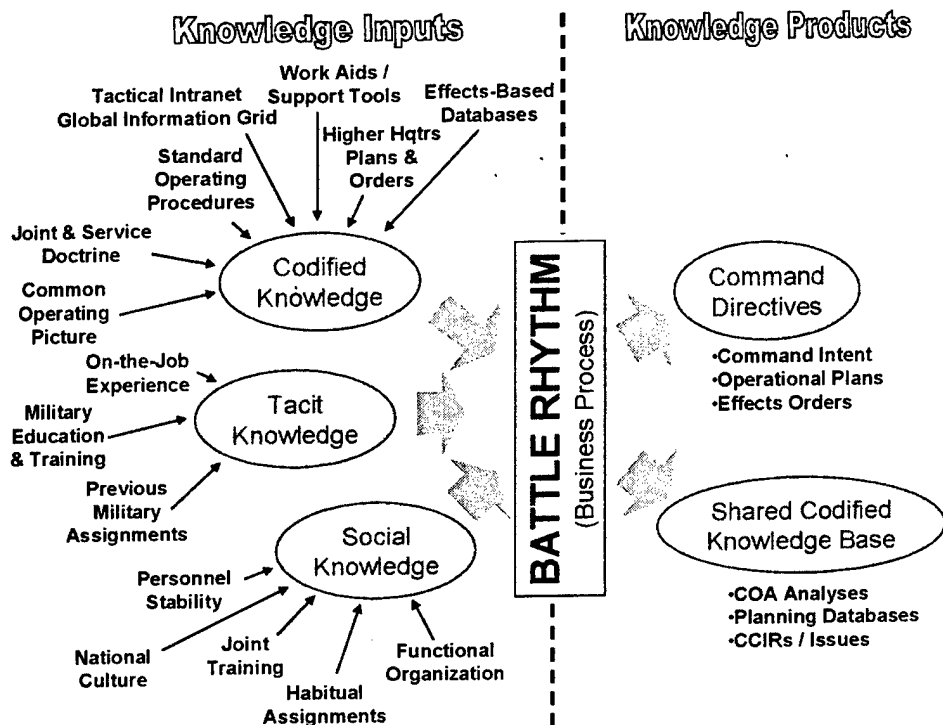 Knowledge Inputs
Knowledge Products
Work Aids /
Support Tools
Tactical Intranet
Global Information Grid
Effects-Based
Databases
Higher Hqtrs
Plans &
Orders
Standard
Operating
Procedures
Joint & Service
Doctrine
Common
Operating
Picture
Codified
Knowledge
On-the-Job
Experience
Military
Education
& Training
Previous
Military
Assignments
Tacit
Knowledge
Social
Knowledge
Personnel
Stability
National
Culture
Joint
Training
Habitual
Assignments
Functional
Organization
BATTLE RHYTHM
(Business Process)
Command
Directives
•Command Intent
•Operational Plans
•Effects Orders
Shared Codified
Knowledge Base
•COA Analyses
•Planning Databases
•CCIRs / Issues